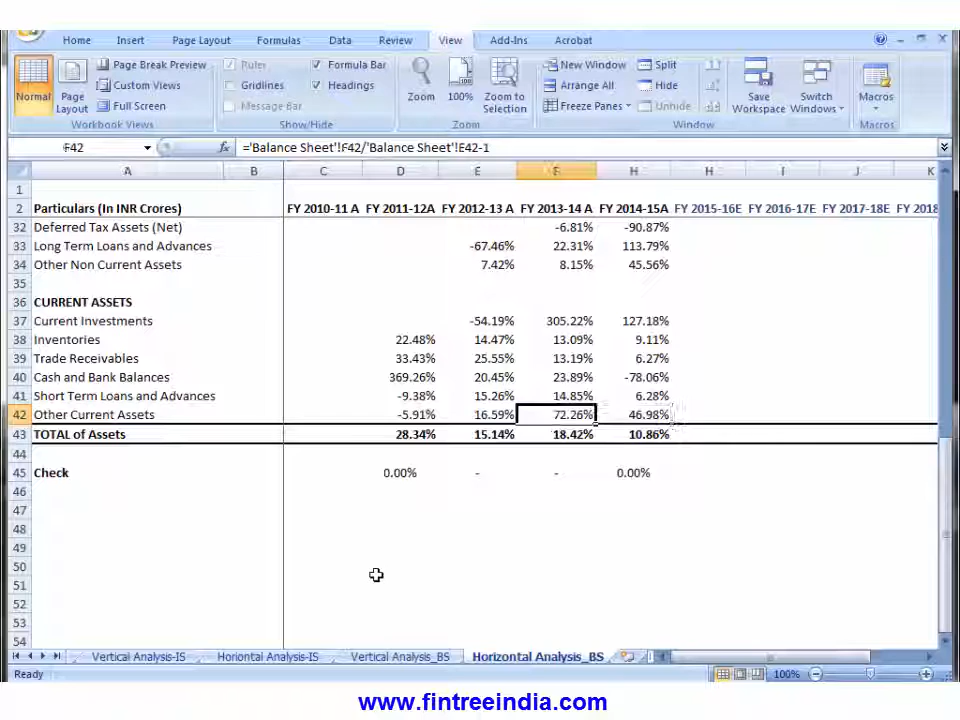 Home Insert Page Layout Formulas Data Review View Add-Ins Acrobat
Normal Page Layout Page Break Preview Custom Views Full Screen
Workbook Views
Ruler Formula Bar
Gridlines Headings
Message Bar
Show/Hide
Zoom 100% Zoom to Selection
Zoom
New Window Split
Arrange All Hide
Freeze Panes Unhide
Save Workspace Switch Windows
Window
Macros
Macros
F42 fx ='Balance Sheet'!F42/'Balance Sheet'!E42-1
A B C D E F H H I J K
1
2 Particulars (In INR Crores) FY 2010-11 A FY 2011-12A FY 2012-13 A FY 2013-14 A FY 2014-15A FY 2015-16E FY 2016-17E FY 2017-18E FY 2018
32 Deferred Tax Assets (Net) -6.81% -90.87%
33 Long Term Loans and Advances -67.46% 22.31% 113.79%
34 Other Non Current Assets 7.42% 8.15% 45.56%
35
36 CURRENT ASSETS
37 Current Investments -54.19% 305.22% 127.18%
38 Inventories 22.48% 14.47% 13.09% 9.11%
39 Trade Receivables 33.43% 25.55% 13.19% 6.27%
40 Cash and Bank Balances 369.26% 20.45% 23.89% -78.06%
41 Short Term Loans and Advances -9.38% 15.26% 14.85% 6.28%
42 Other Current Assets -5.91% 16.59% 72.26% 46.98%
43 TOTAL of Assets 28.34% 15.14% 18.42% 10.86%
44
45 Check 0.00% - - 0.00%
46
47
48
49
50
51
52
53
54
Vertical Analysis-IS Horiontal Analysis-IS Vertical Analysis_BS Horizontal Analysis_BS
Ready 100%
www.fintreeindia.com